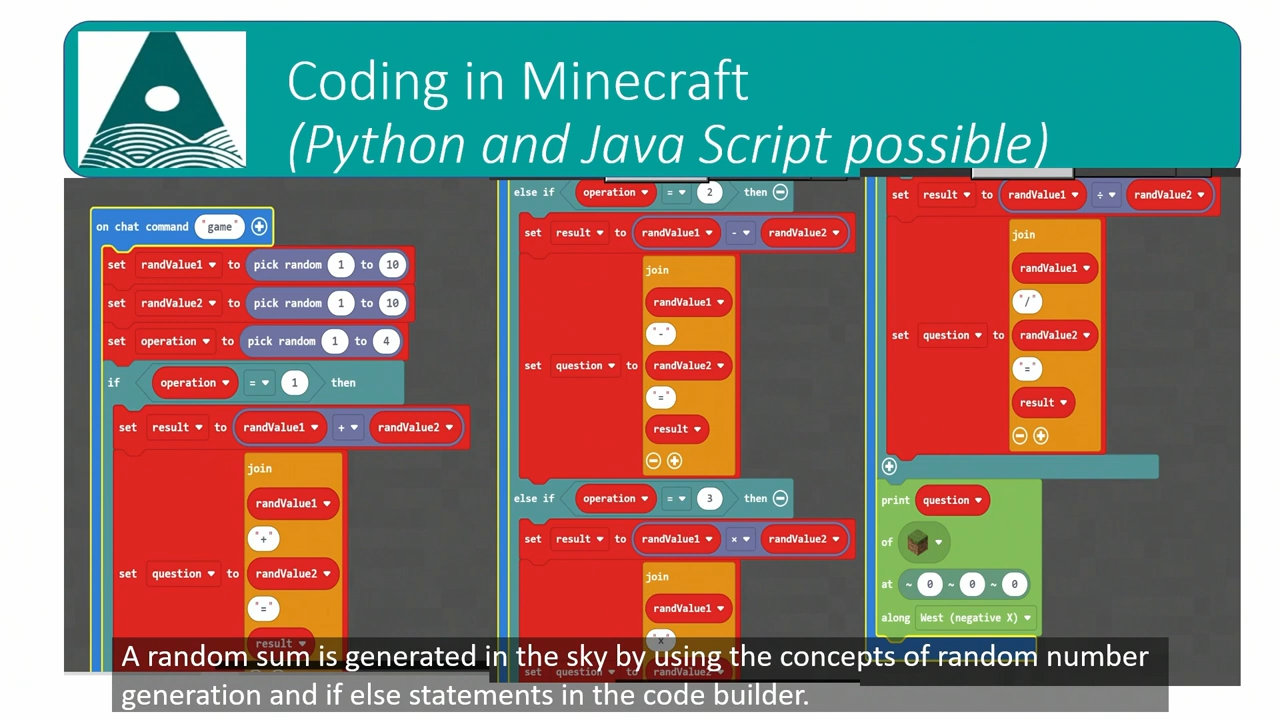 Coding in Minecraft
(Python and Java Script possible)
on chat command "game"
set randValue1 to pick random 1 to 10
set randValue2 to pick random 1 to 10
set operation to pick random 1 to 4
if operation = 1 then
set result to randValue1 + randValue2
join
randValue1
"+"
set question to randValue2
"="
result
else if operation = 2 then
set result to randValue1 - randValue2
join
randValue1
"-"
set question to randValue2
"="
result
else if operation = 3 then
set result to randValue1 × randValue2
join
randValue1
"x"
set question to randValue2
set result to randValue1 ÷ randValue2
join
randValue1
"/"
set question to randValue2
"="
result
print question
of
at ~ 0 ~ 0 ~ 0
along West (negative X)
A random sum is generated in the sky by using the concepts of random number
generation and if else statements in the code builder.